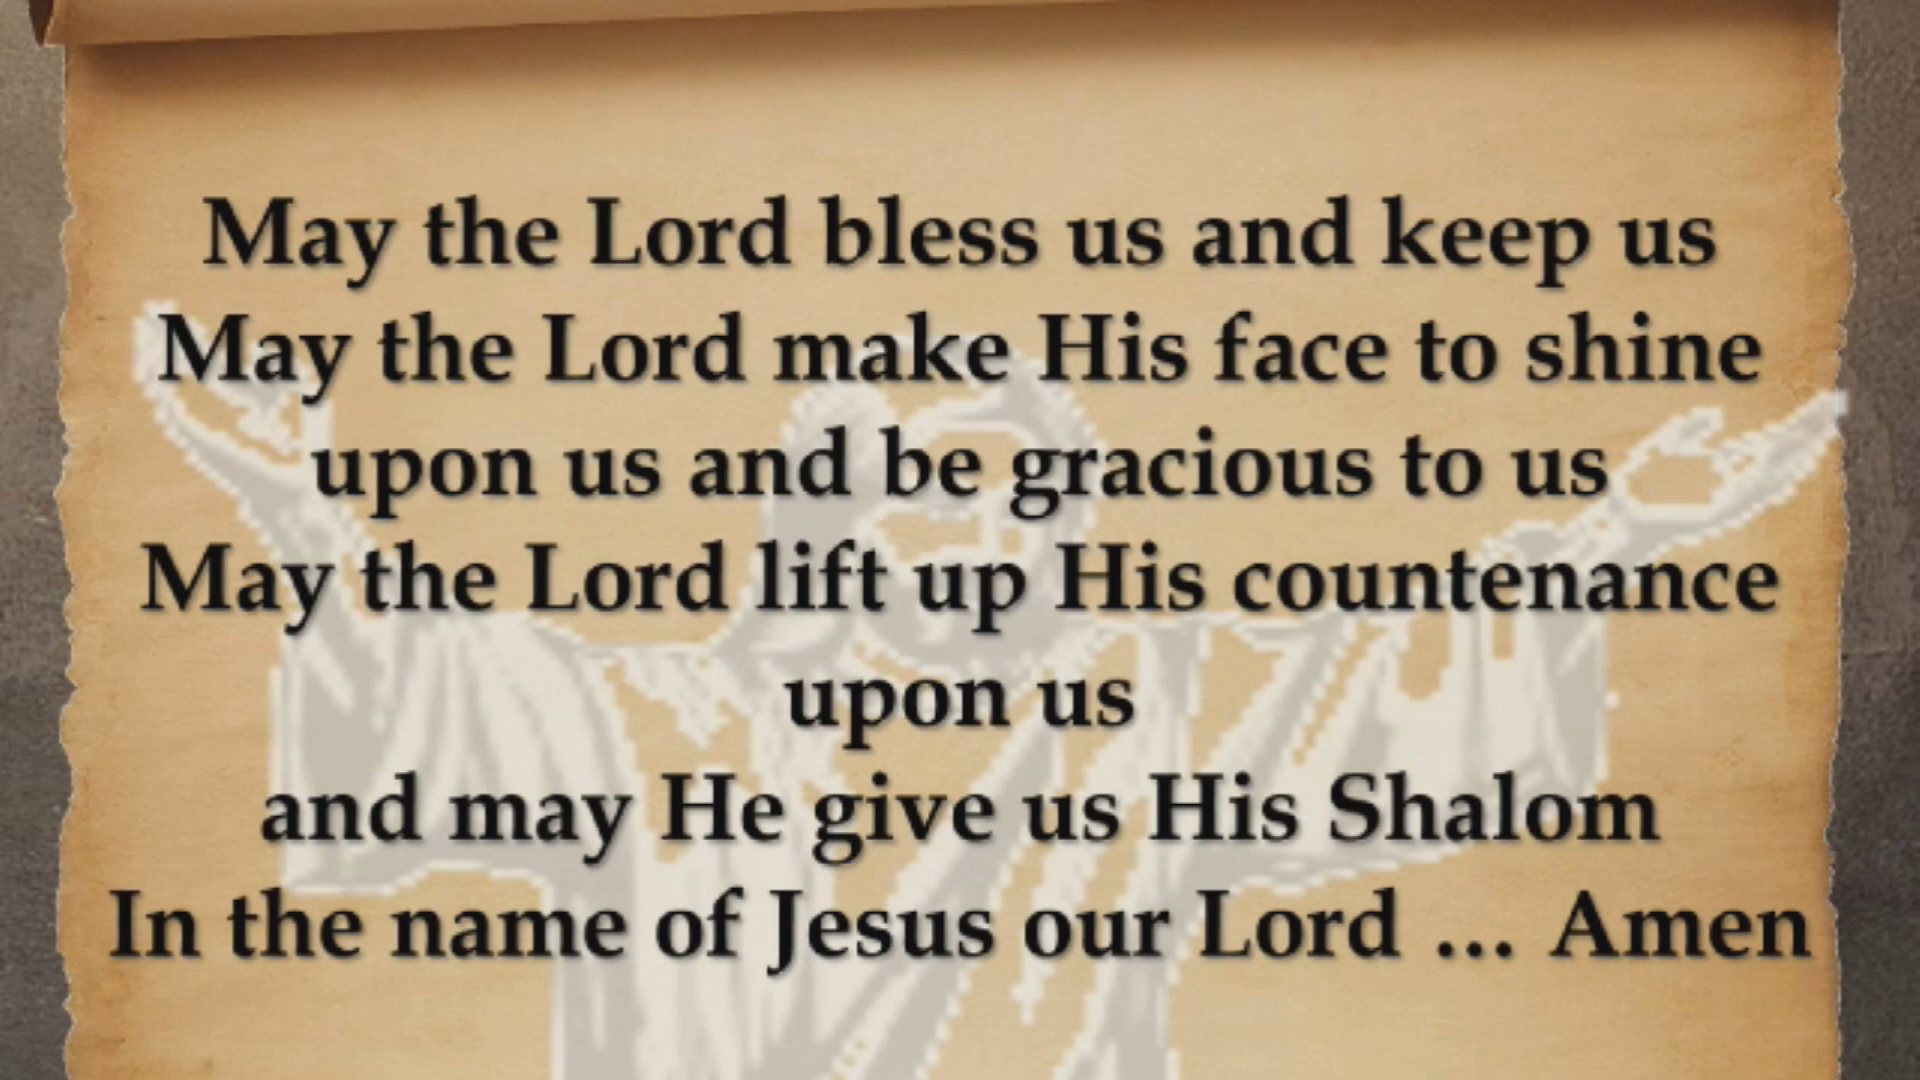 May the Lord bless us and keep us
May the Lord make His face to shine
upon us and be gracious to us
May the Lord lift up His countenance
upon us
and may He give us His Shalom
In the name of Jesus our Lord ... Amen